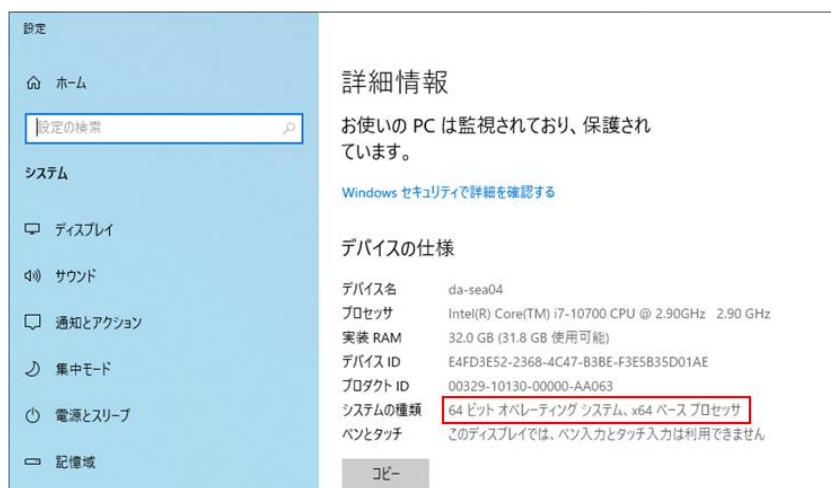 設定
ホーム
設定の検索
システム
ディスプレイ
サウンド
通知とアクション
集中モード
電源とスリープ
記憶域
詳細情報
お使いの PC は監視されており、保護され
ています。
Windows セキュリティで詳細を確認する
デバイスの仕様
デバイス名 da-sea04
プロセッサ Intel(R) Core(TM) i7-10700 CPU @ 2.90GHz 2.90 GHz
実装 RAM 32.0 GB (31.8 GB 使用可能)
デバイス ID E4FD3E52-2368-4C47-B3BE-F3E5B35D01AE
プロダクト ID 00329-10130-00000-AA063
システムの種類 64 ビット オペレーティング システム、x64 ベース プロセッサ
ペンとタッチ このディスプレイでは、ペン入力とタッチ入力は利用できません
コピー